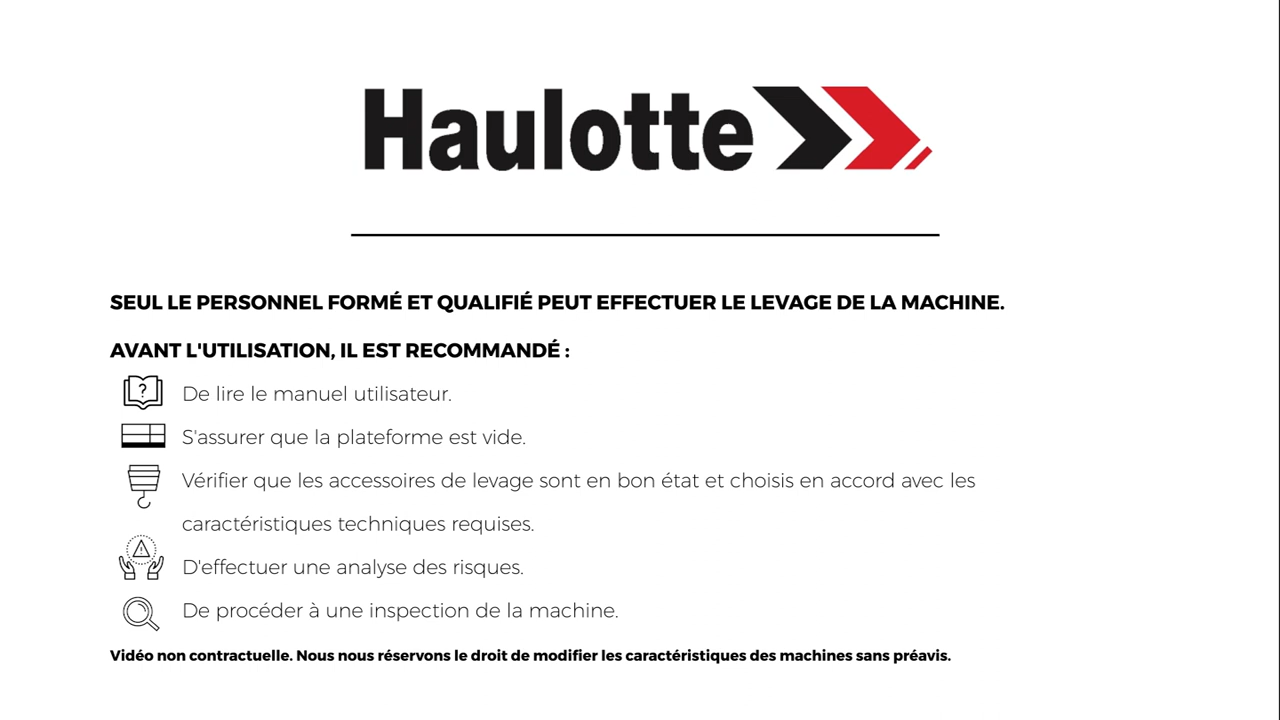 Haulotte
SEUL LE PERSONNEL FORMÉ ET QUALIFIÉ PEUT EFFECTUER LE LEVAGE DE LA MACHINE.
AVANT L'UTILISATION, IL EST RECOMMANDÉ :
De lire le manuel utilisateur.
S'assurer que la plateforme est vide.
Vérifier que les accessoires de levage sont en bon état et choisis en accord avec les
caractéristiques techniques requises.
D'effectuer une analyse des risques.
De procéder à une inspection de la machine.
Vidéo non contractuelle. Nous nous réservons le droit de modifier les caractéristiques des machines sans préavis.